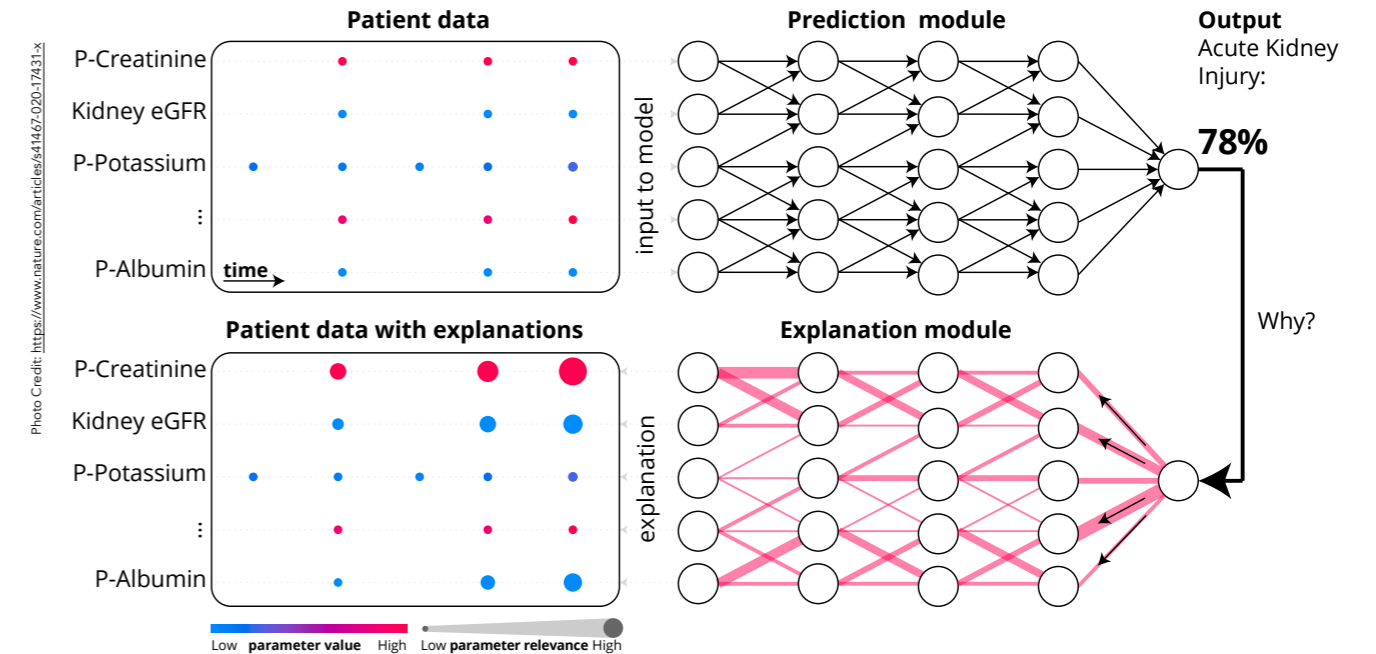 Patient data
Prediction module
Output
Acute Kidney
Injury:
78%
P-Creatinine
Kidney eGFR
P-Potassium
...
P-Albumin
time
input to model
Why?
Patient data with explanations
Explanation module
P-Creatinine
Kidney eGFR
P-Potassium
...
P-Albumin
explanation
Low parameter value High
Low parameter relevance High
Photo Credit: https://www.nature.com/articles/s41467-020-17431-x